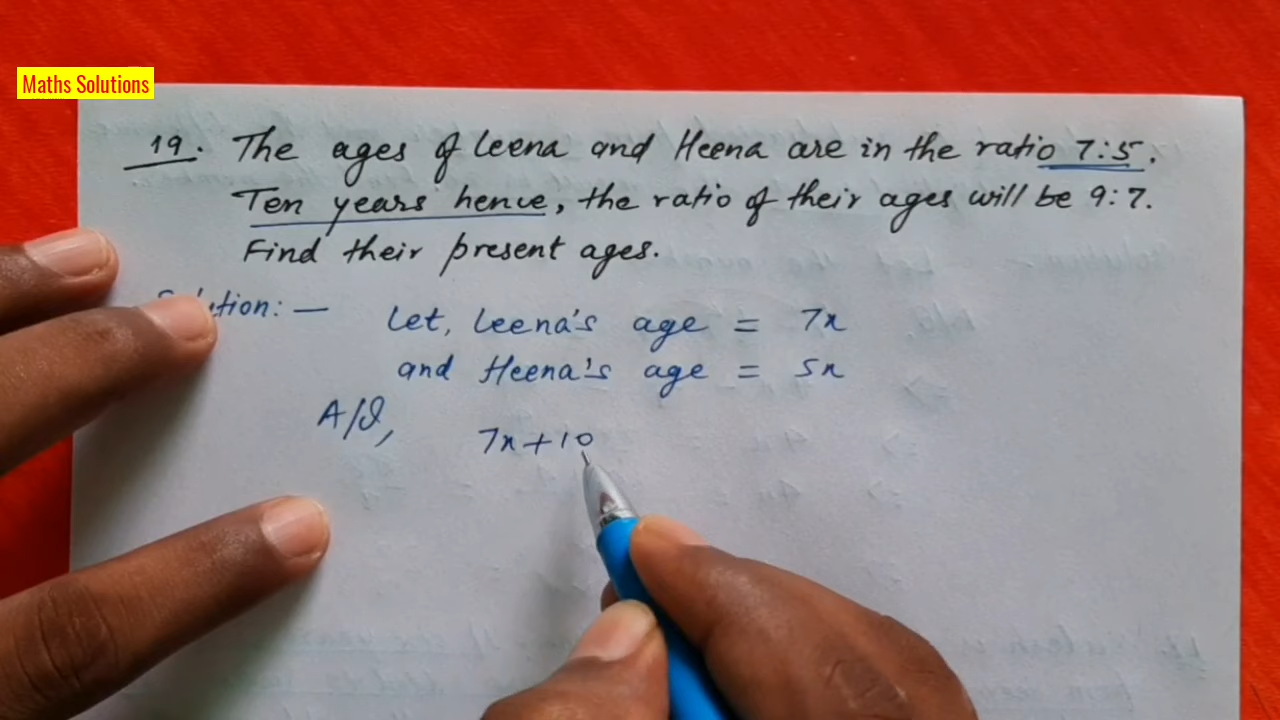 Maths Solutions
19. The ages of Leena and Heena are in the ratio 7:5.
Ten years hence, the ratio of their ages will be 9:7.
Find their present ages.
Let, Leena's age = 7x
and Heena's age = 5x
A/Q,
7x+10